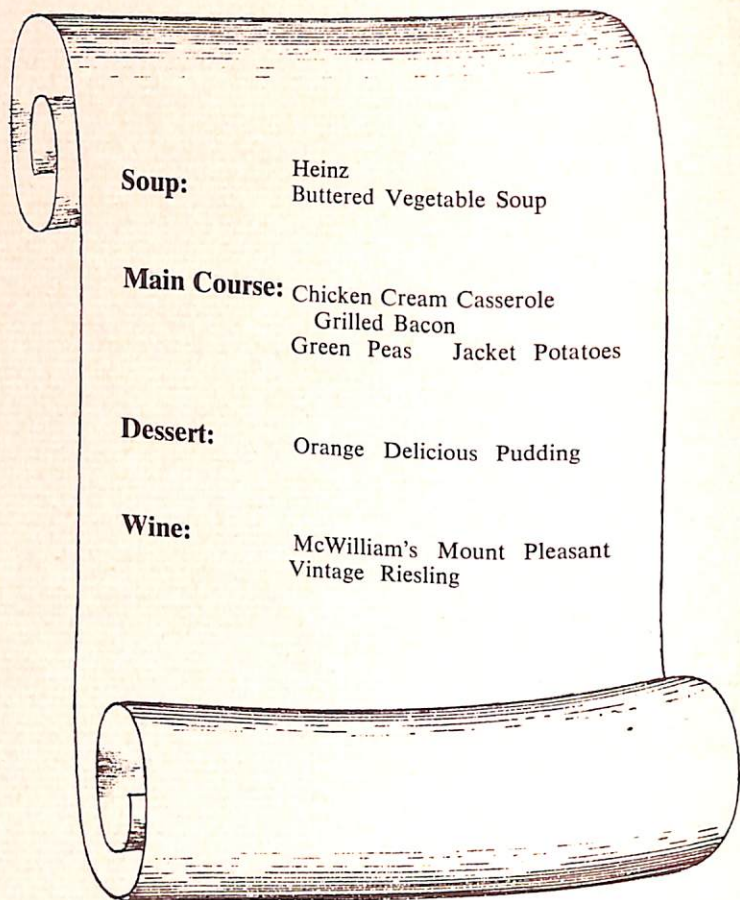 Soup: Heinz
Buttered Vegetable Soup
Main Course: Chicken Cream Casserole
Grilled Bacon
Green Peas Jacket Potatoes
Dessert: Orange Delicious Pudding
Wine: McWilliam's Mount Pleasant
Vintage Riesling